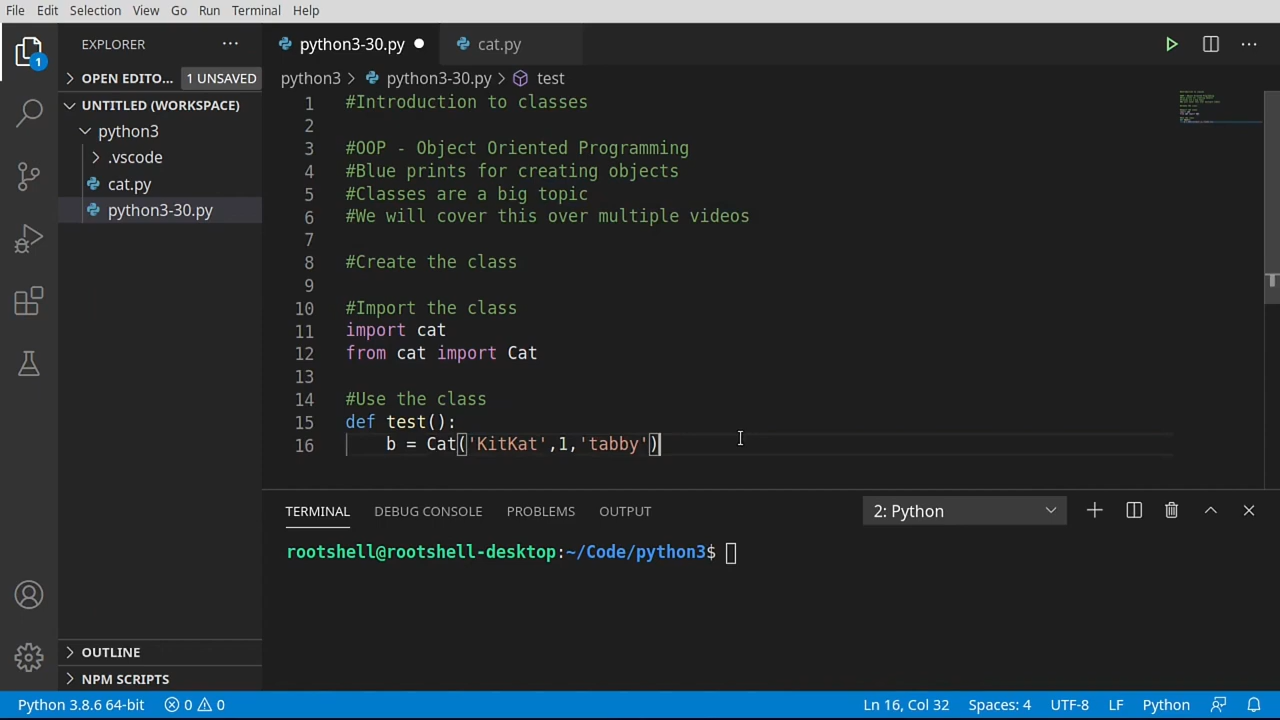 File Edit Selection View Go Run Terminal Help
EXPLORER
python3-30.py
cat.py
OPEN EDITO... 1 UNSAVED
python3 > python3-30.py > test
UNTITLED (WORKSPACE)
python3
.vscode
cat.py
python3-30.py
1 #Introduction to classes
2
3 #OOP - Object Oriented Programming
4 #Blue prints for creating objects
5 #Classes are a big topic
6 #We will cover this over multiple videos
7
8 #Create the class
9
10 #Import the class
11 import cat
12 from cat import Cat
13
14 #Use the class
15 def test():
16     b = Cat('KitKat',1,'tabby')
1
TERMINAL DEBUG CONSOLE PROBLEMS OUTPUT 2: Python
rootshell@rootshell-desktop:~/Code/python3$
OUTLINE
NPM SCRIPTS
Python 3.8.6 64-bit 0 0 Ln 16, Col 32 Spaces: 4 UTF-8 LF Python